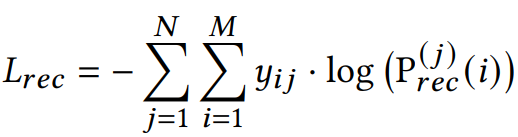 L_{rec} = - \sum_{j=1}^{N} \sum_{i=1}^{M} y_{ij} \cdot \log \left( \mathrm{P}_{rec}^{(j)}(i) \right)